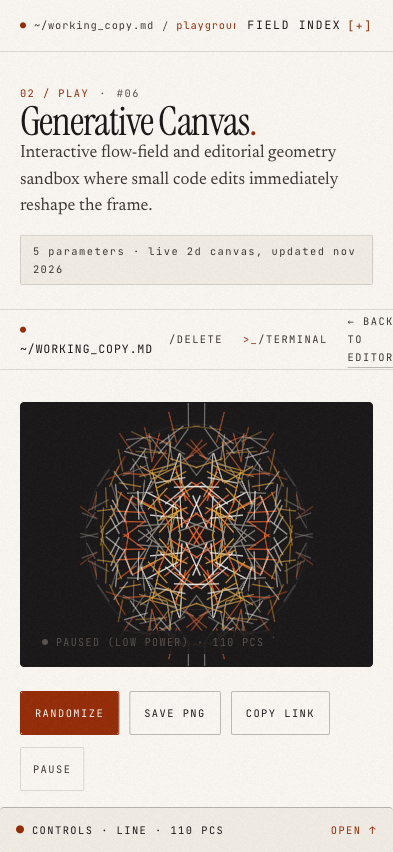 ~/working_copy.md / playgrour FIELD INDEX [+]
02 / PLAY · #06
Generative Canvas.
Interactive flow-field and editorial geometry
sandbox where small code edits immediately
reshape the frame.
5 parameters · live 2d canvas, updated nov
2026
~/WORKING_COPY.MD /DELETE >_/TERMINAL ← BACK
TO
EDITOR
PAUSED (LOW POWER) · 110 PCS
RANDOMIZE SAVE PNG COPY LINK
PAUSE
CONTROLS · LINE · 110 PCS OPEN ↑